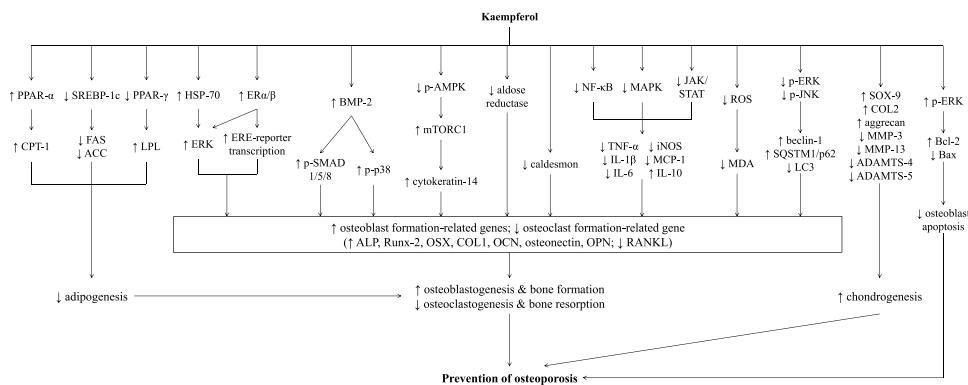 Kaempferol
↑ PPAR-α
↓ SREBP-1c
↓ PPAR-γ
↑ HSP-70
↑ ERα/β
↑ BMP-2
↓ p-AMPK
↓ aldose
reductase
↓ NF-κB
↓ MAPK
↓ JAK/
STAT
↓ ROS
↓ p-ERK
↓ p-JNK
↑ SOX-9
↑ COL2
↑ aggrecan
↓ MMP-3
↓ MMP-13
↓ ADAMTS-4
↓ ADAMTS-5
↑ p-ERK
↑ CPT-1
↓ FAS
↓ ACC
↑ LPL
↑ ERK
↑ ERE-reporter
transcription
↑ p-SMAD
1/5/8
↑ p-p38
↑ mTORC1
↑ cytokeratin-14
↓ caldesmon
↓ TNF-α
↓ IL-1β
↓ IL-6
↓ iNOS
↓ MCP-1
↑ IL-10
↓ MDA
↑ beclin-1
↑ SQSTM1/p62
↓ LC3
↑ Bcl-2
↓ Bax
↓ osteoblast
apoptosis
↑ osteoblast formation-related genes; ↓ osteoclast formation-related gene
(↑ ALP, Runx-2, OSX, COL1, OCN, osteonectin, OPN; ↓ RANKL)
↓ adipogenesis
↑ osteoblastogenesis & bone formation
↓ osteoclastogenesis & bone resorption
↑ chondrogenesis
Prevention of osteoporosis